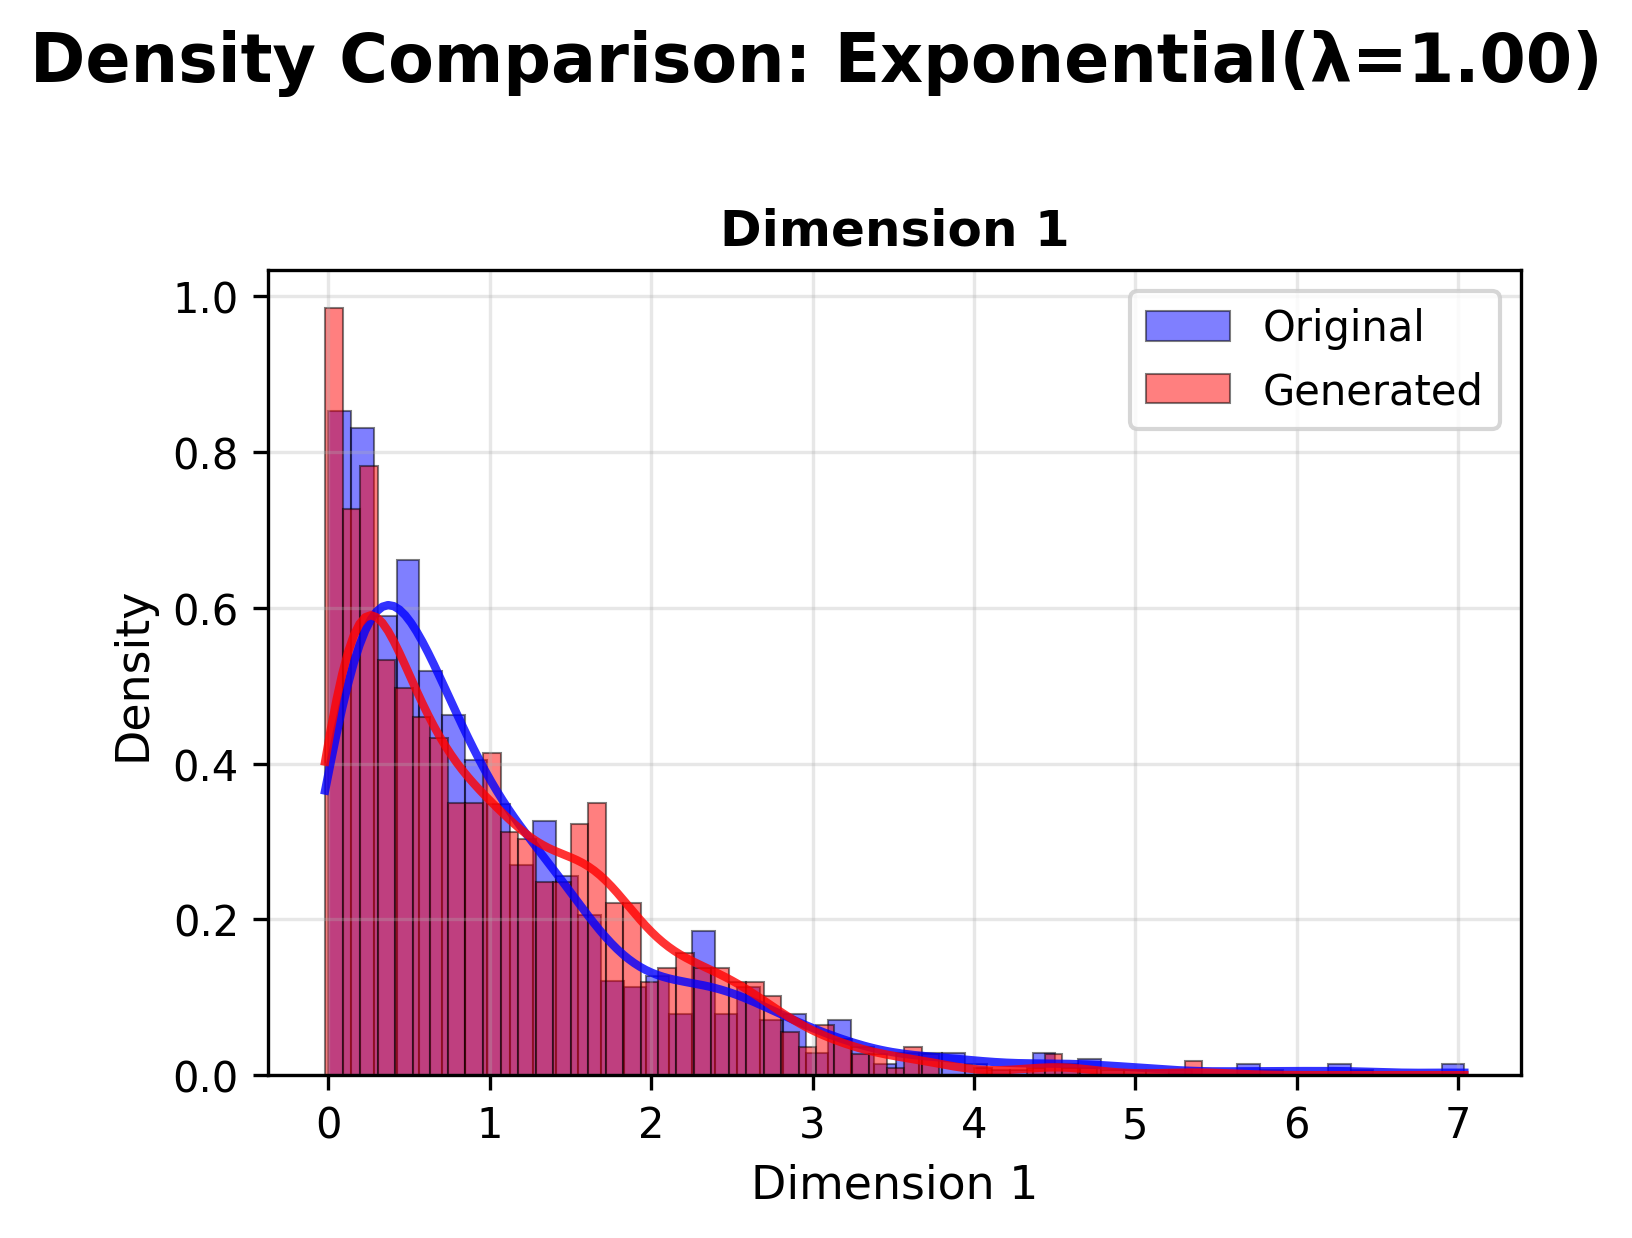 Density Comparison: Exponential(λ=1.00)
Dimension 1
Original
Generated
Density
1.0
0.8
0.6
0.4
0.2
0.0
0 1 2 3 4 5 6 7
Dimension 1